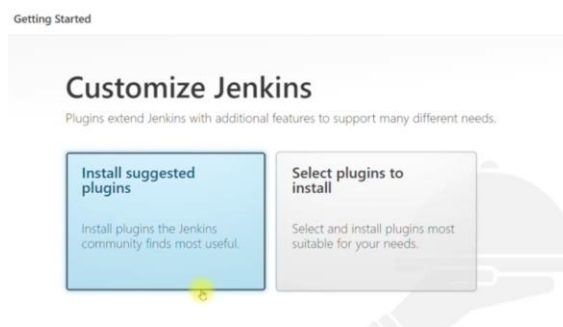 Getting Started
Customize Jenkins
Plugins extend Jenkins with additional features to support many different needs.
Install suggested
plugins
Install plugins the Jenkins
community finds most useful.
Select plugins to
install
Select and install plugins most
suitable for your needs.